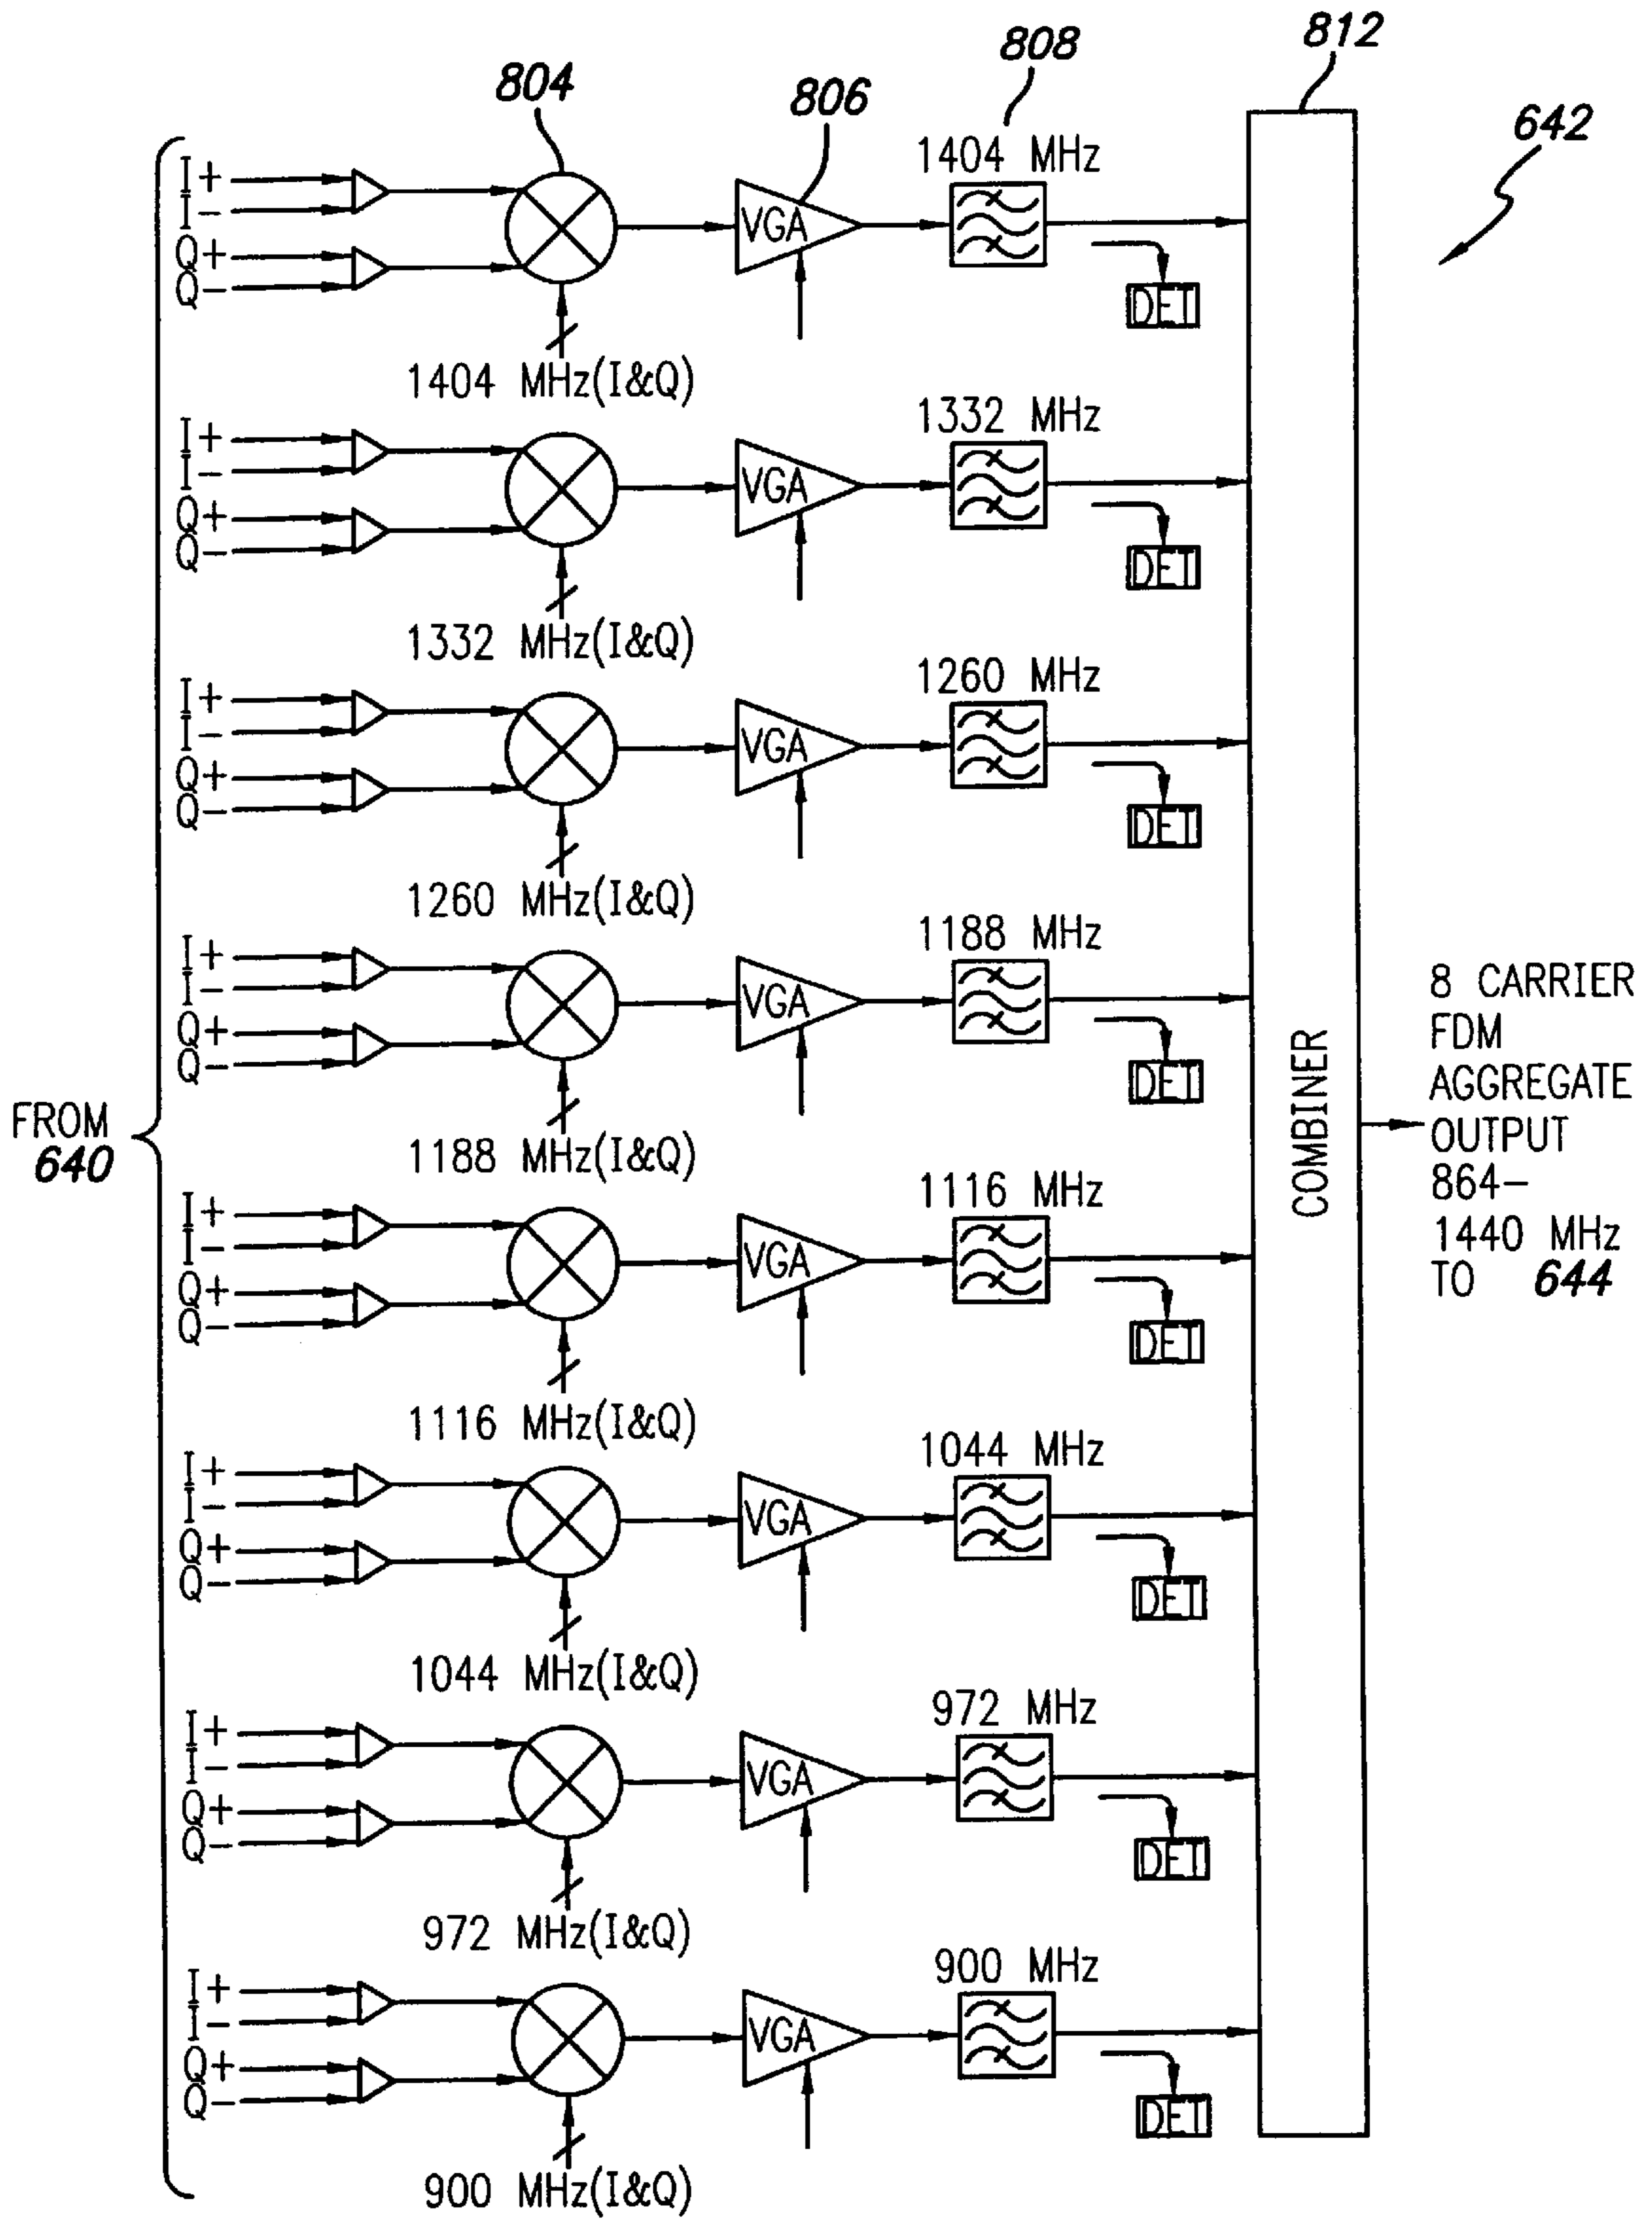 804
806
808
812
642
1404 MHz
I+
I-
Q+
Q-
VGA
DET
1404 MHz(I&Q)
1332 MHz
I+
I-
Q+
Q-
VGA
DET
1332 MHz(I&Q)
1260 MHz
I+
I-
Q+
Q-
VGA
DET
1260 MHz(I&Q)
1188 MHz
I+
I-
Q+
Q-
VGA
DET
1188 MHz(I&Q)
FROM
640
COMBINER
8 CARRIER
FDM
AGGREGATE
OUTPUT
864-
1440 MHz
TO 644
1116 MHz
I+
I-
Q+
Q-
VGA
DET
1116 MHz(I&Q)
1044 MHz
I+
I-
Q+
Q-
VGA
DET
1044 MHz(I&Q)
972 MHz
I+
I-
Q+
Q-
VGA
DET
972 MHz(I&Q)
900 MHz
I+
I-
Q+
Q-
VGA
DET
900 MHz(I&Q)